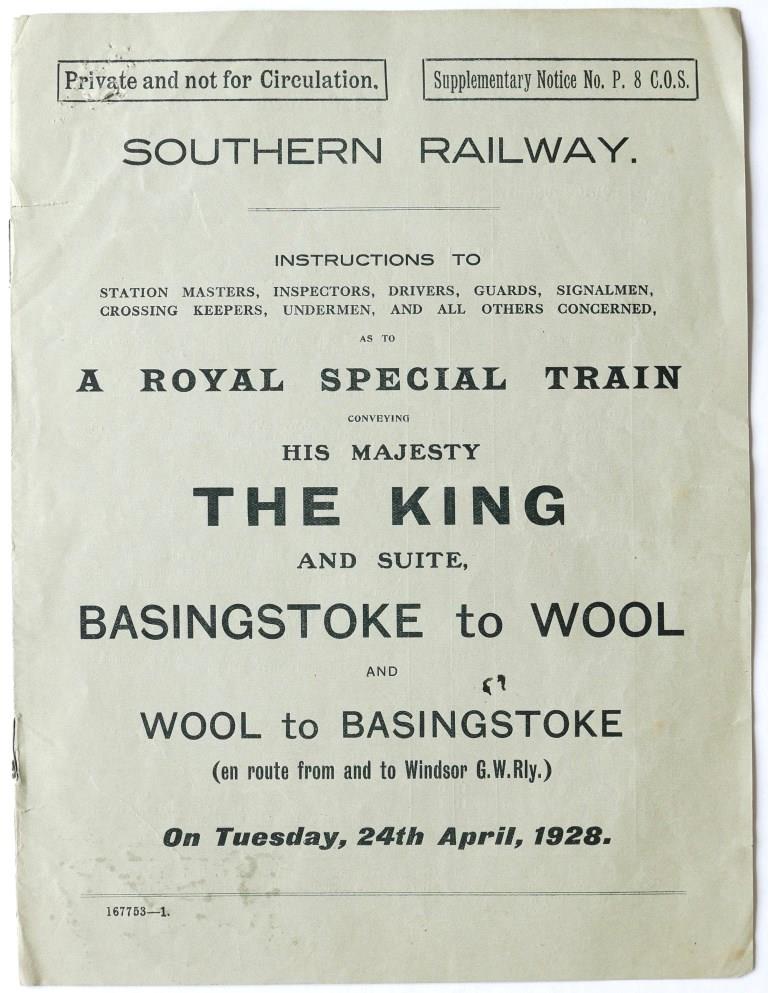 Private and not for Circulation.
Supplementary Notice No. P. 8 C.O.S.
SOUTHERN RAILWAY.
INSTRUCTIONS TO
STATION MASTERS, INSPECTORS, DRIVERS, GUARDS, SIGNALMEN,
CROSSING KEEPERS, UNDERMEN, AND ALL OTHERS CONCERNED,
AS TO
A ROYAL SPECIAL TRAIN
CONVEYING
HIS MAJESTY
THE KING
AND SUITE,
BASINGSTOKE to WOOL
AND
WOOL to BASINGSTOKE
(en route from and to Windsor G.W.Rly.)
On Tuesday, 24th April, 1928.
167753—1.